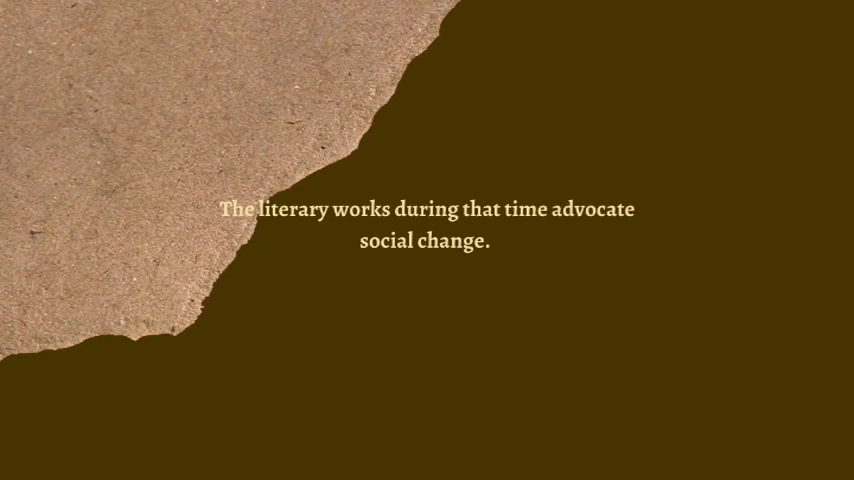 The literary works during that time advocate
social change.